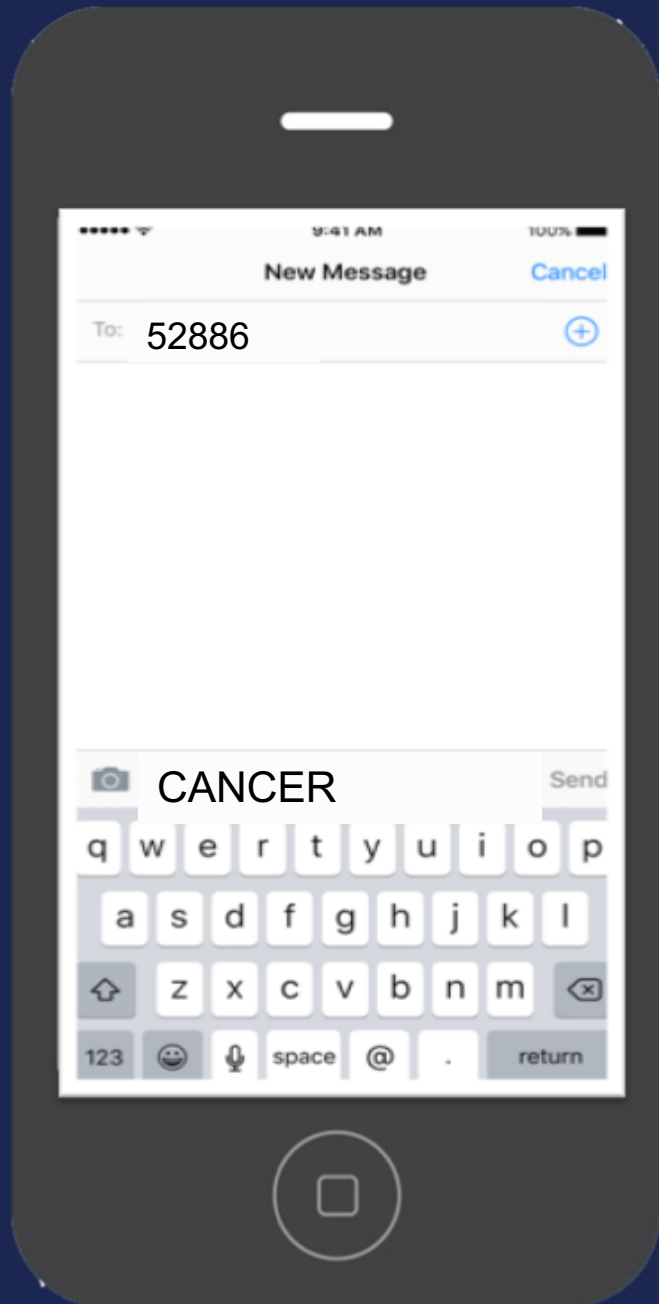 9:41 AM 100%
New Message Cancel
To: 52886
CANCER Send
q w e r t y u i o p
a s d f g h j k l
z x c v b n m
123 space @ . return